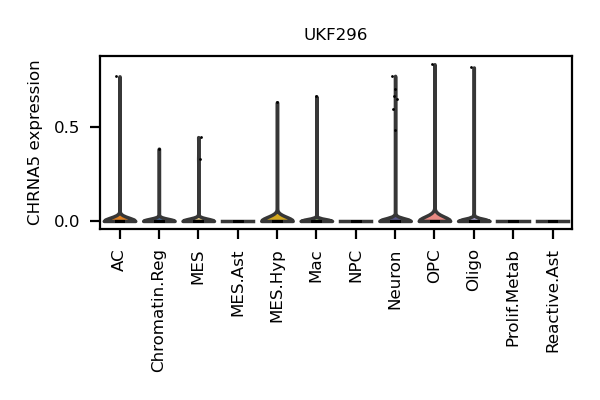 UKF296
CHRNA5 expression
0.5
0.0
AC
Chromatin.Reg
MES
MES.Ast
MES.Hyp
Mac
NPC
Neuron
OPC
Oligo
Prolif.Metab
Reactive.Ast